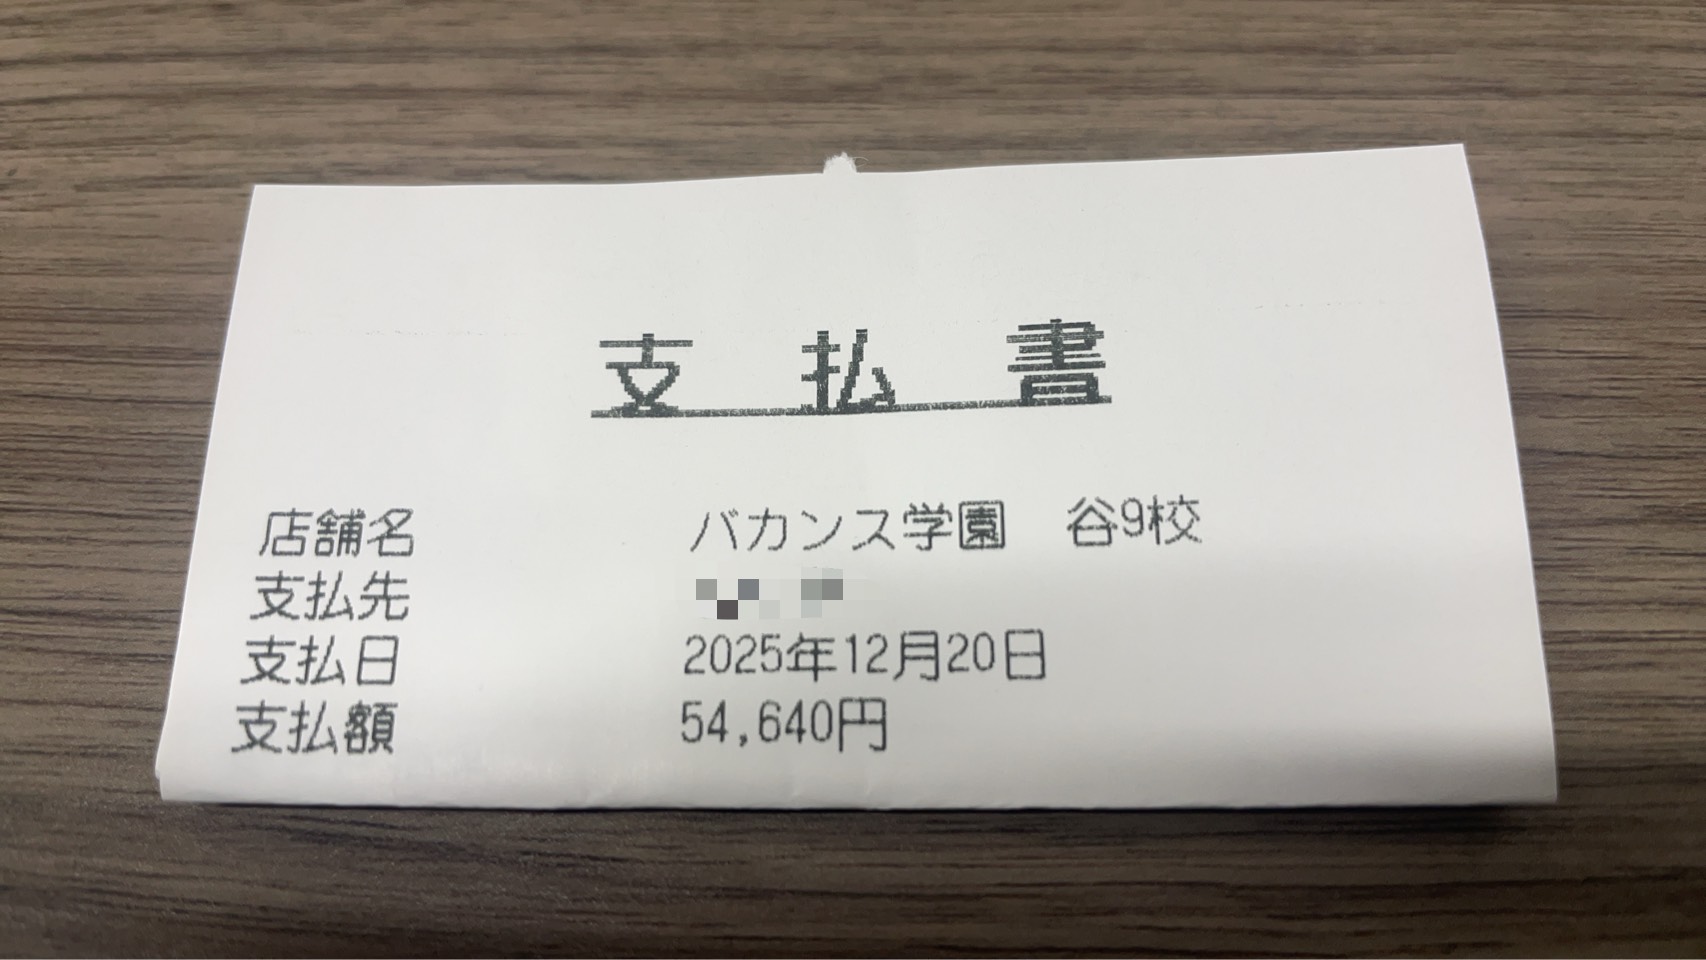 支払書
店舗名 バカンス学園 谷9校
支払先
支払日 2025年12月20日
支払額 54,640円